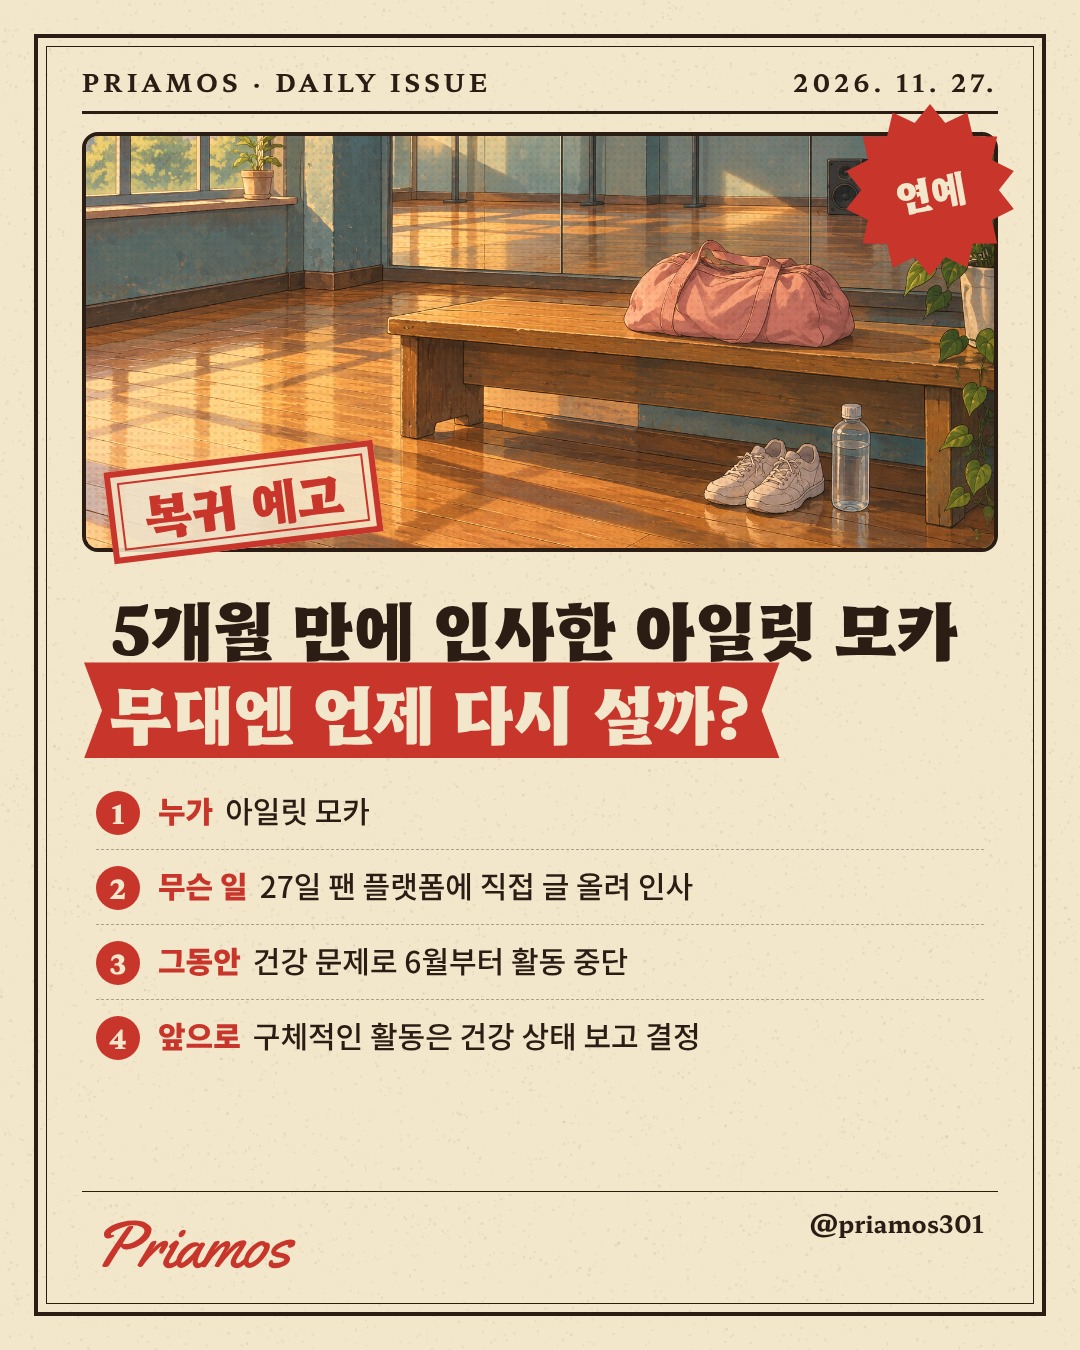 PRIAMOS · DAILY ISSUE
2026. 11. 27.
연예
복귀 예고
5개월 만에 인사한 아일릿 모카
무대엔 언제 다시 설까?
1 누가 아일릿 모카
2 무슨 일 27일 팬 플랫폼에 직접 글 올려 인사
3 그동안 건강 문제로 6월부터 활동 중단
4 앞으로 구체적인 활동은 건강 상태 보고 결정
Priamos
@priamos301